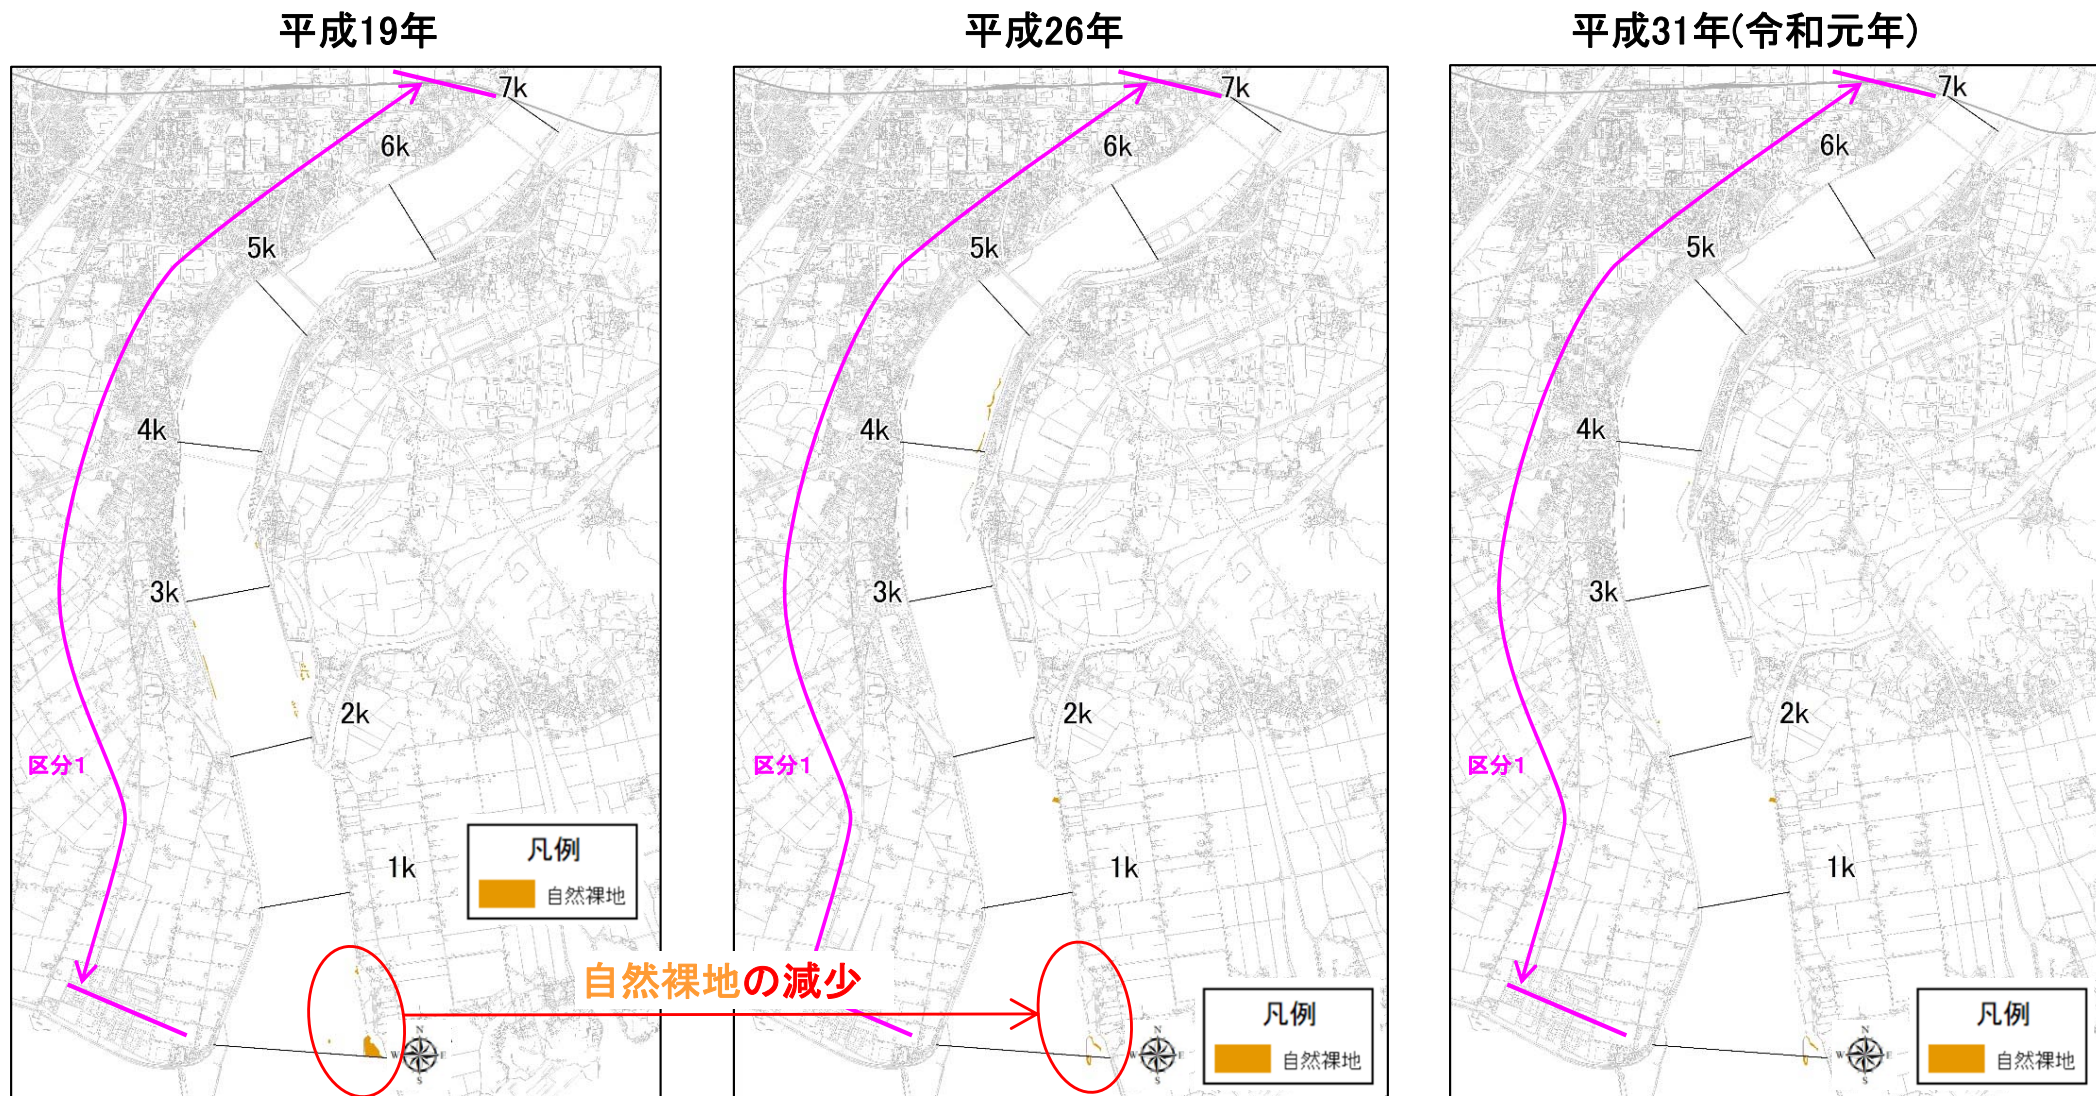 平成19年
平成26年
平成31年(令和元年)
7k
6k
5k
4k
3k
2k
1k
区分1
凡例
自然裸地
N
W
E
S
7k
6k
5k
4k
3k
2k
1k
区分1
自然裸地の減少
凡例
自然裸地
N
W
E
S
7k
6k
5k
4k
3k
2k
1k
区分1
凡例
自然裸地
N
W
E
S